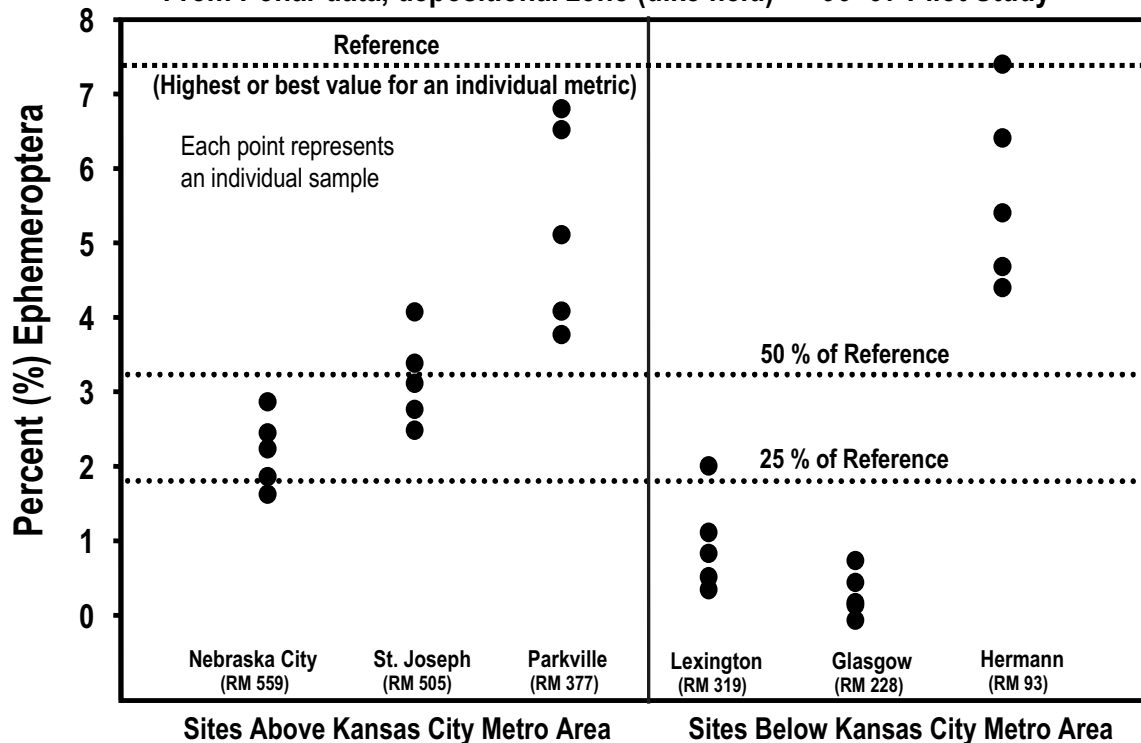 8
7
6
5
4
3
2
1
0
Percent (%) Ephemeroptera
Reference
(Highest or best value for an individual metric)
Each point represents
an individual sample
50 % of Reference
25 % of Reference
Nebraska City
(RM 559)
St. Joseph
(RM 505)
Parkville
(RM 377)
Lexington
(RM 319)
Glasgow
(RM 228)
Hermann
(RM 93)
Sites Above Kansas City Metro Area
Sites Below Kansas City Metro Area